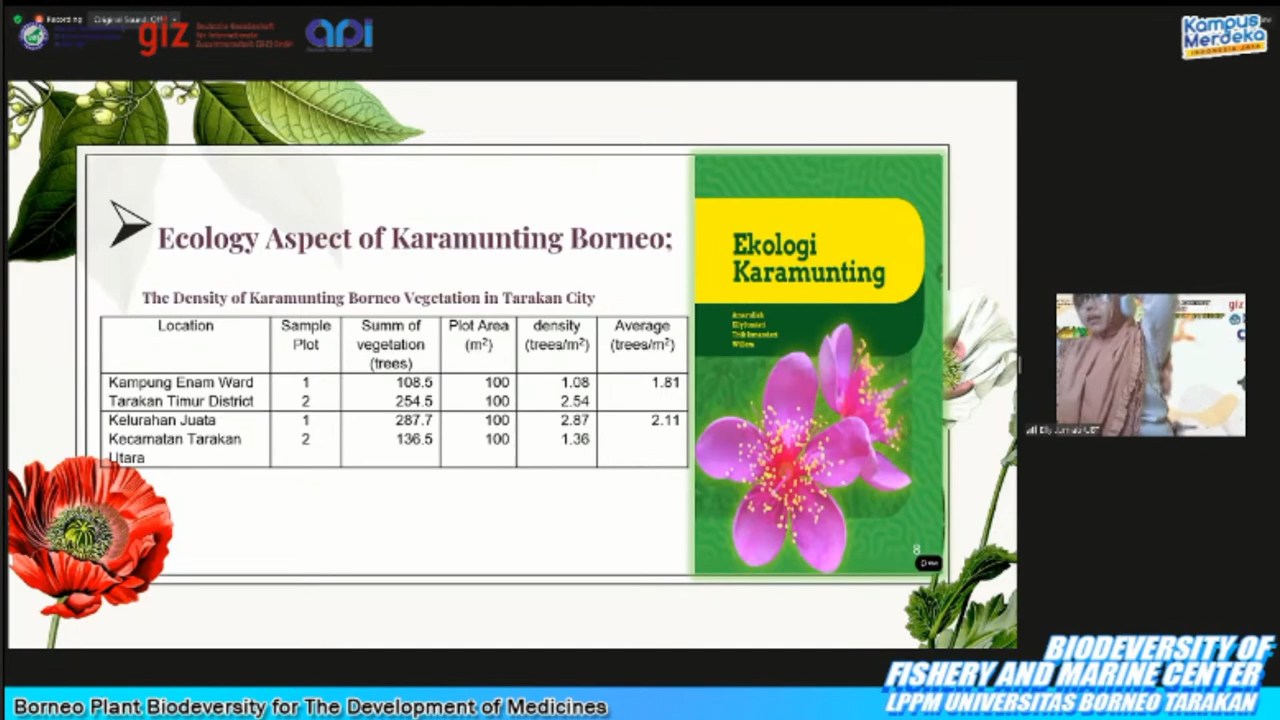 Recording
Original Sound: Off
giz
Deutsche Gesellschaft
für Internationale
Zusammenarbeit (GIZ) GmbH
api
Kampus
Merdeka
INDONESIA JAYA
Ecology Aspect of Karamunting Borneo;
The Density of Karamunting Borneo Vegetation in Tarakan City
Location Sample Plot Summ of vegetation (trees) Plot Area (m²) density (trees/m²) Average (trees/m²)
Kampung Enam Ward 1 108.5 100 1.08 1.81
Tarakan Timur District 2 254.5 100 2.54
Kelurahan Juata 1 287.7 100 2.87 2.11
Kecamatan Tarakan 2 136.5 100 1.36
Utara
Ekologi
Karamunting
8
giz
BIODEVERSITY OF
FISHERY AND MARINE CENTER
LPPM UNIVERSITAS BORNEO TARAKAN
Borneo Plant Biodeversity for The Development of Medicines